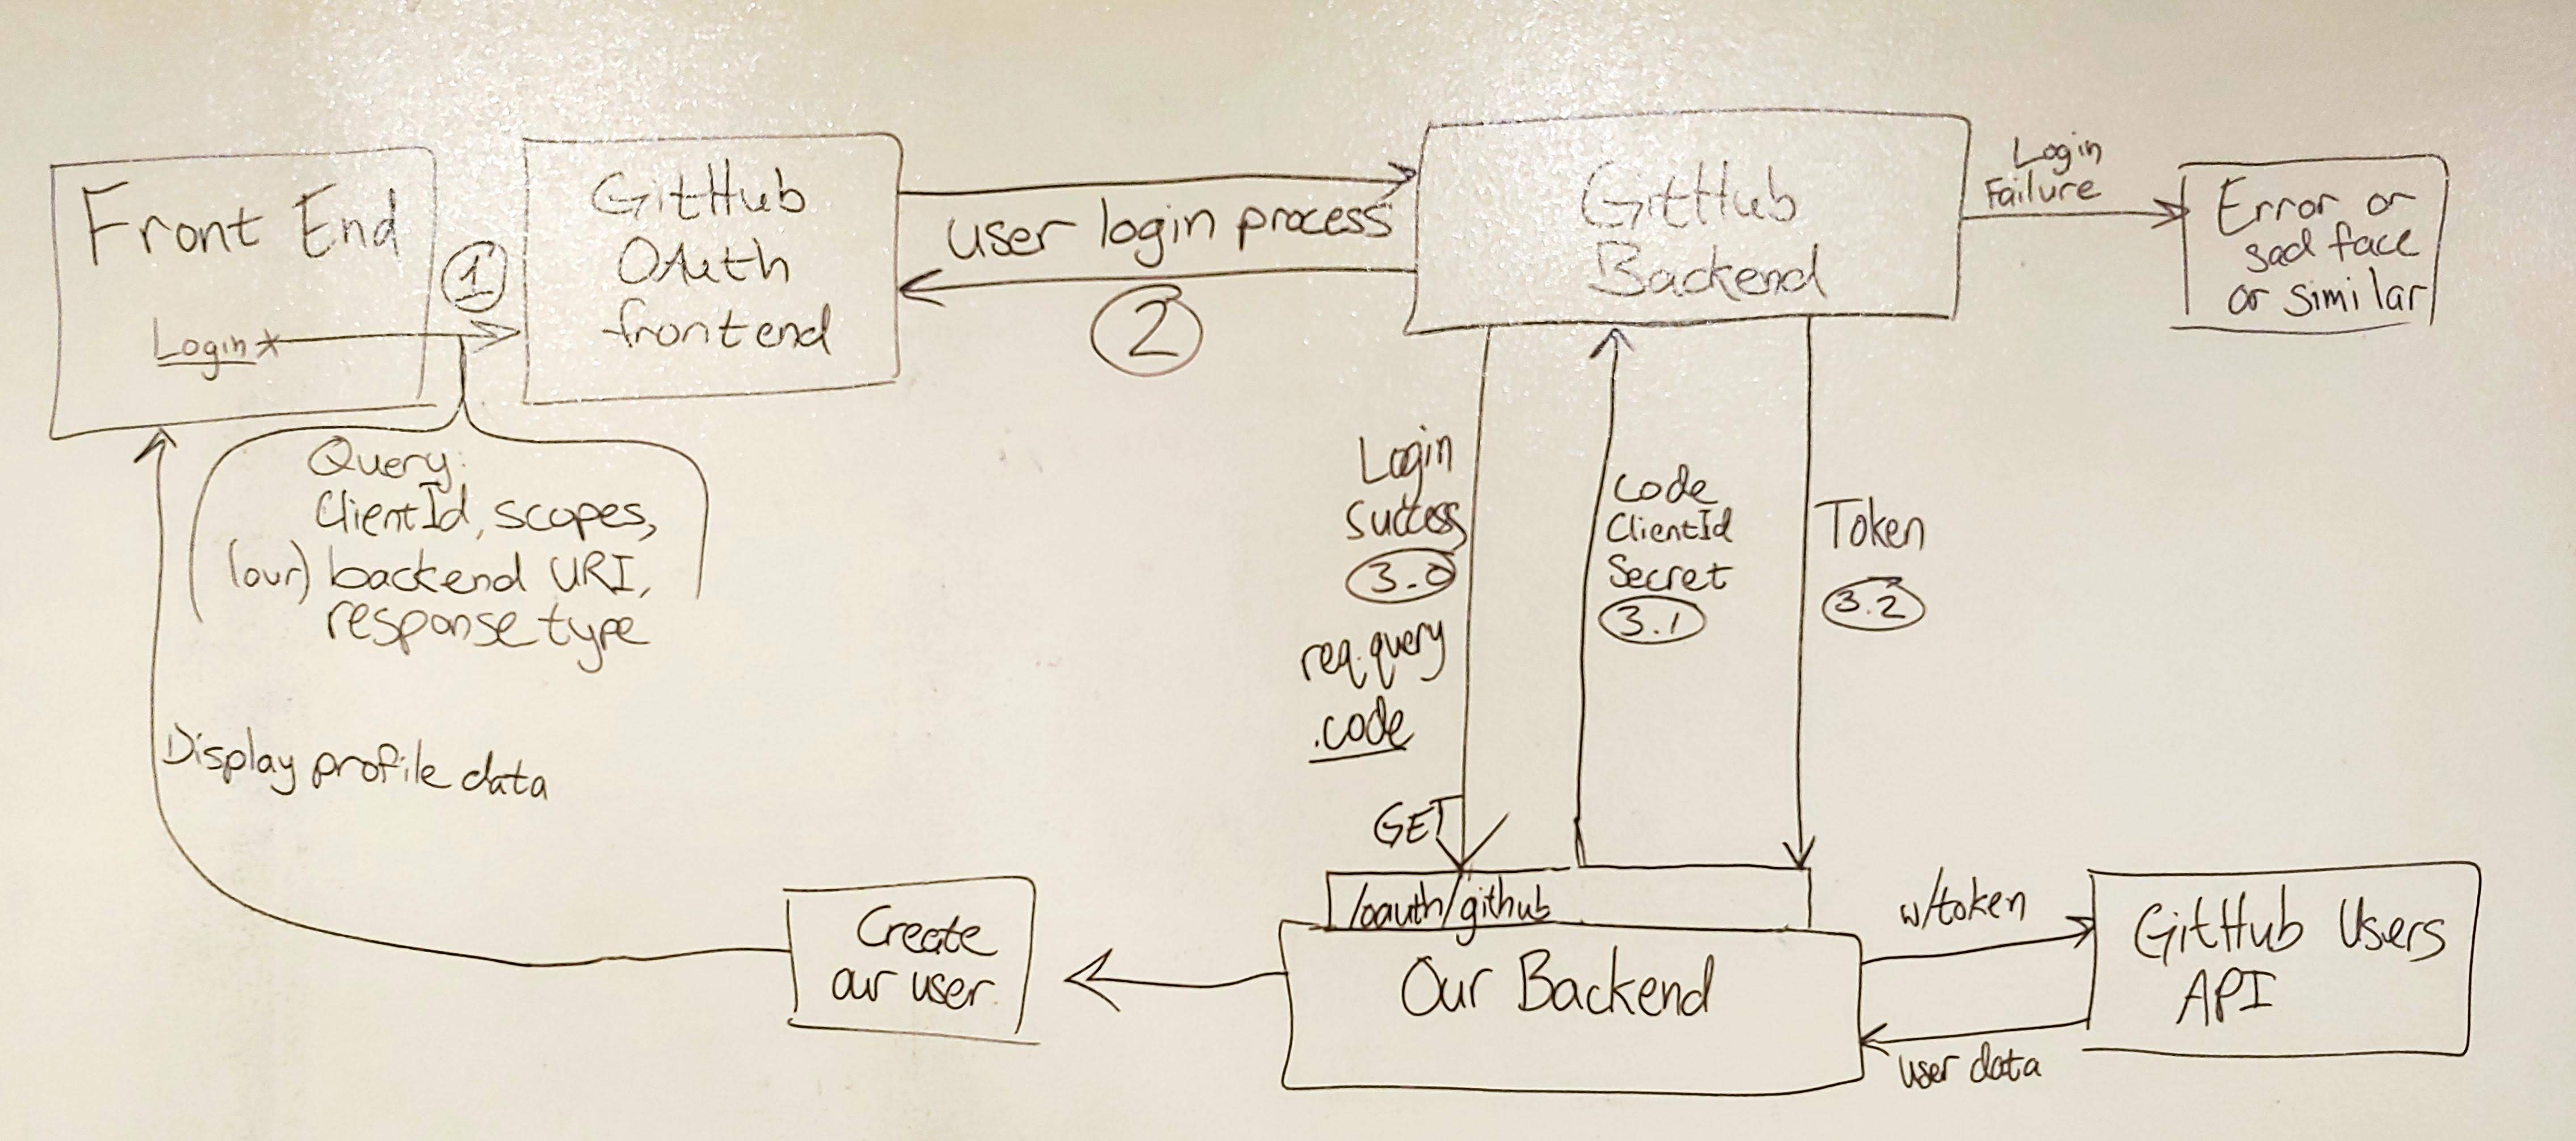 Front End
Login
1
GitHub
OAuth
frontend
user login process
2
GitHub
Backend
Login
Failure
Error or
sad face
or similar
Query:
ClientId, scopes,
(our) backend URI,
response type
Login
Success
3.0
req.query
.code
GET
Code
ClientId
Secret
3.1
Token
3.2
Display profile data
Create
our user
/oauth/github
Our Backend
w/token
GitHub Users
API
user data